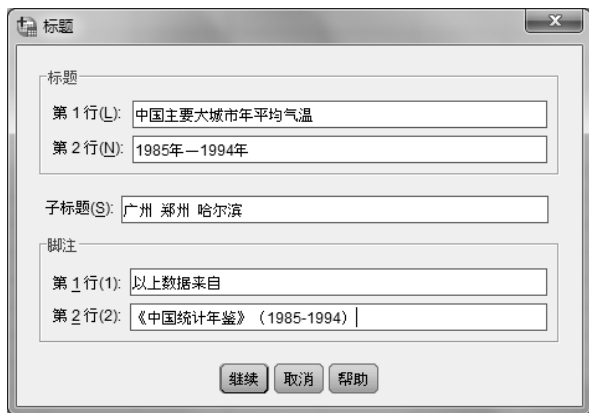 标题
标题
第 1 行(L): 中国主要大城市年平均气温
第 2 行(N): 1985年—1994年
子标题(S): 广州 郑州 哈尔滨
脚注
第 1 行(1): 以上数据来自
第 2 行(2): 《中国统计年鉴》（1985-1994）
继续 取消 帮助